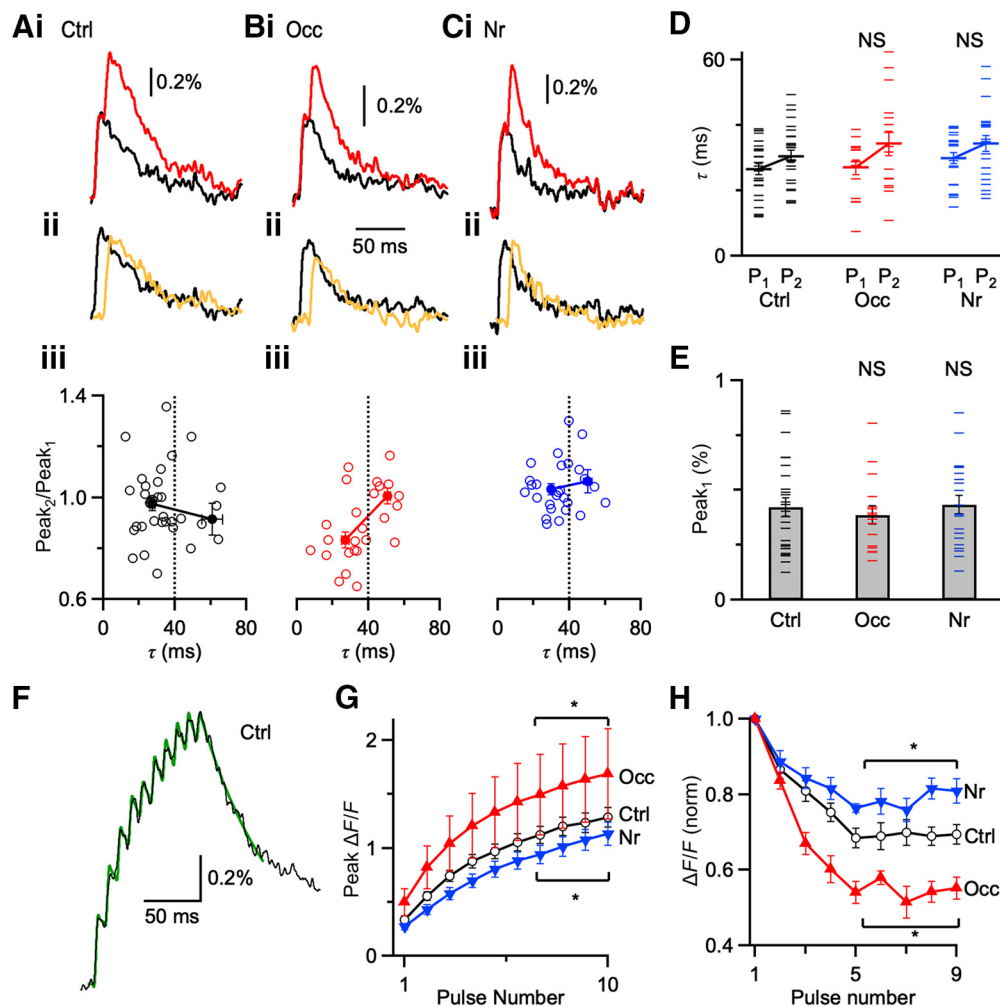 Ai Ctrl Bi Occ Ci Nr
0.2% 0.2% 0.2%
ii ii ii
50 ms
iii iii iii
Peak2/Peak1
1.4
1.0
0.6
0 40 80 0 40 80 0 40 80
τ (ms) τ (ms) τ (ms)
D
NS NS
60
τ (ms)
0
P1 P2 P1 P2 P1 P2
Ctrl Occ Nr
E
NS NS
1
Peak1 (%)
0
Ctrl Occ Nr
F
Ctrl
0.2%
50 ms
G
*
2
Peak ΔF/F
1
0
Occ
Ctrl
Nr
*
1 10
Pulse Number
H
1.0
*
0.8
ΔF/F (norm)
0.6
0.4
Nr
Ctrl
Occ
*
1 5 9
Pulse number